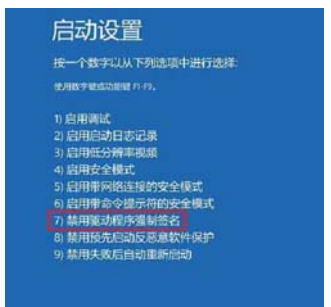 启动设置
按一个数字以从下列选项中进行选择:
使用数字键或功能键 F1-F9。
1) 启用调试
2) 启用启动日志记录
3) 启用低分辨率视频
4) 启用安全模式
5) 启用带网络连接的安全模式
6) 启用带命令提示符的安全模式
7) 禁用驱动程序强制签名
8) 禁用预先启动反恶意软件保护
9) 禁用失败后自动重新启动